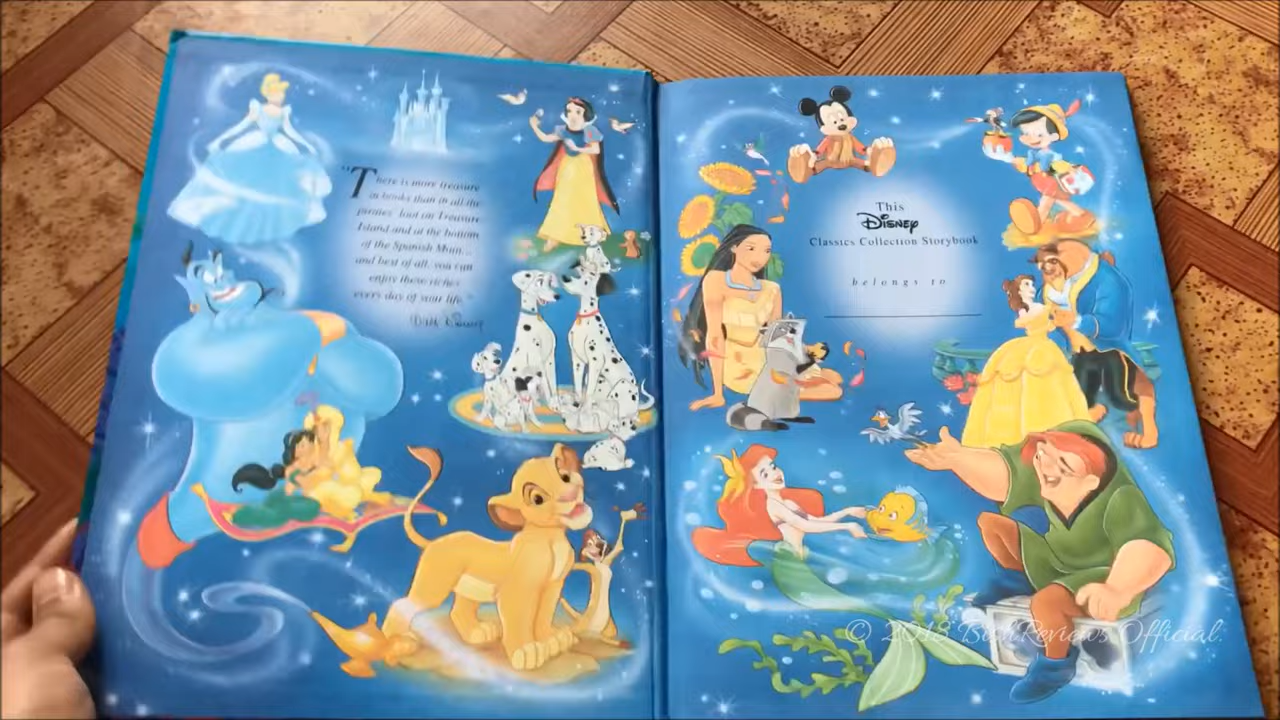 "There is more treasure
in books than in all the
pirates' loot on Treasure
Island and at the bottom
of the Spanish Main...
and best of all, you can
enjoy these riches
every day of your life."
Walt Disney
This
Disney
Classics Collection Storybook
belongs to
© 2018 BishReviews Official.